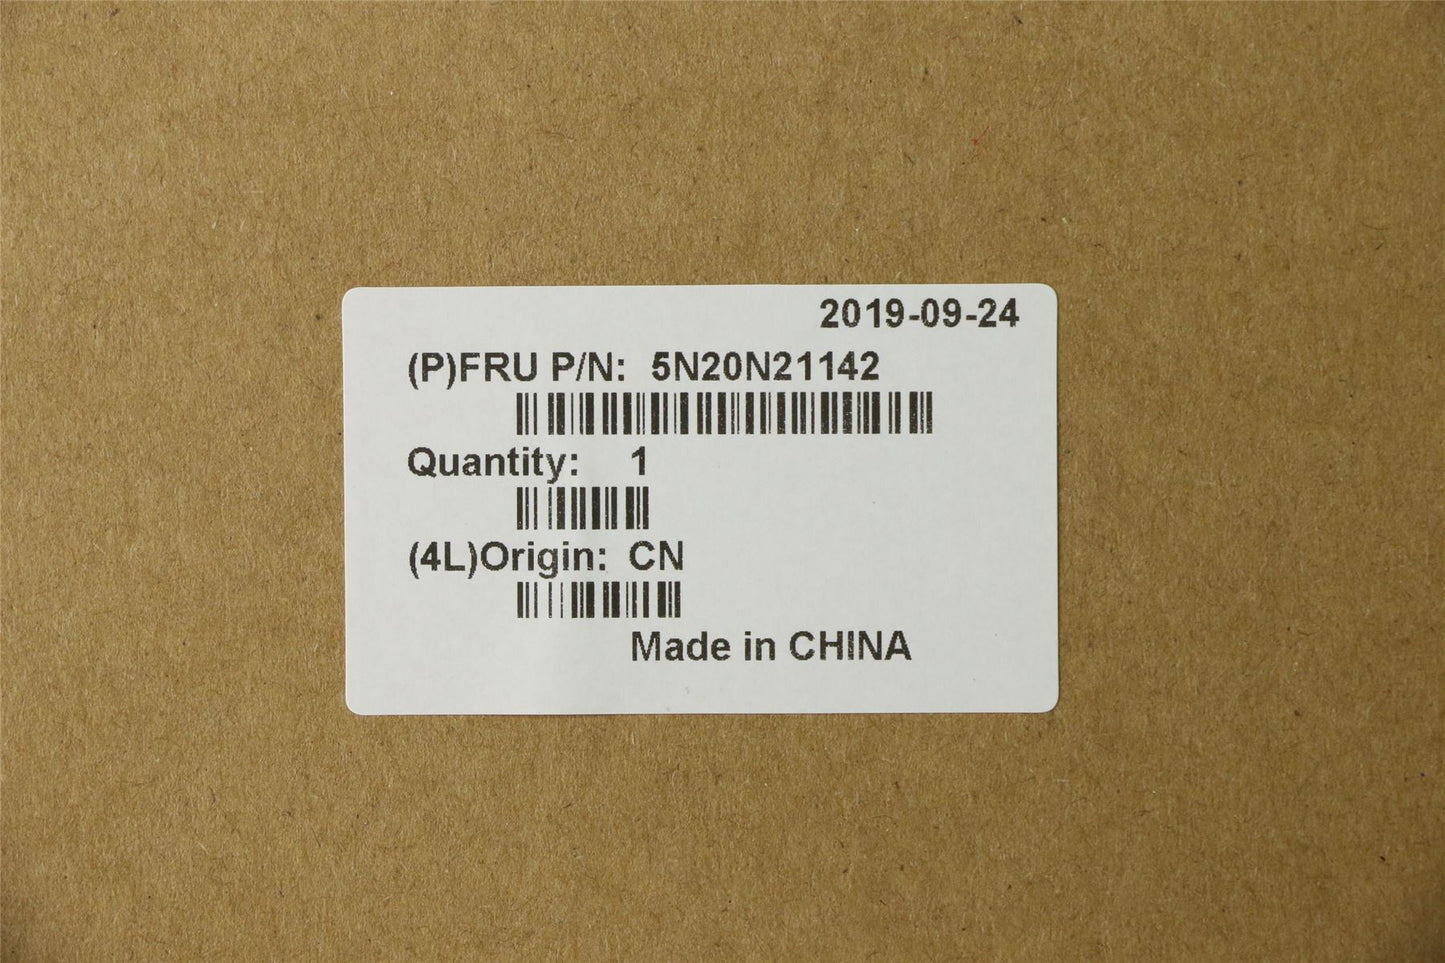 2019-09-24
(P)FRU P/N: 5N20N21142
Quantity: 1
(4L)Origin: CN
Made in CHINA